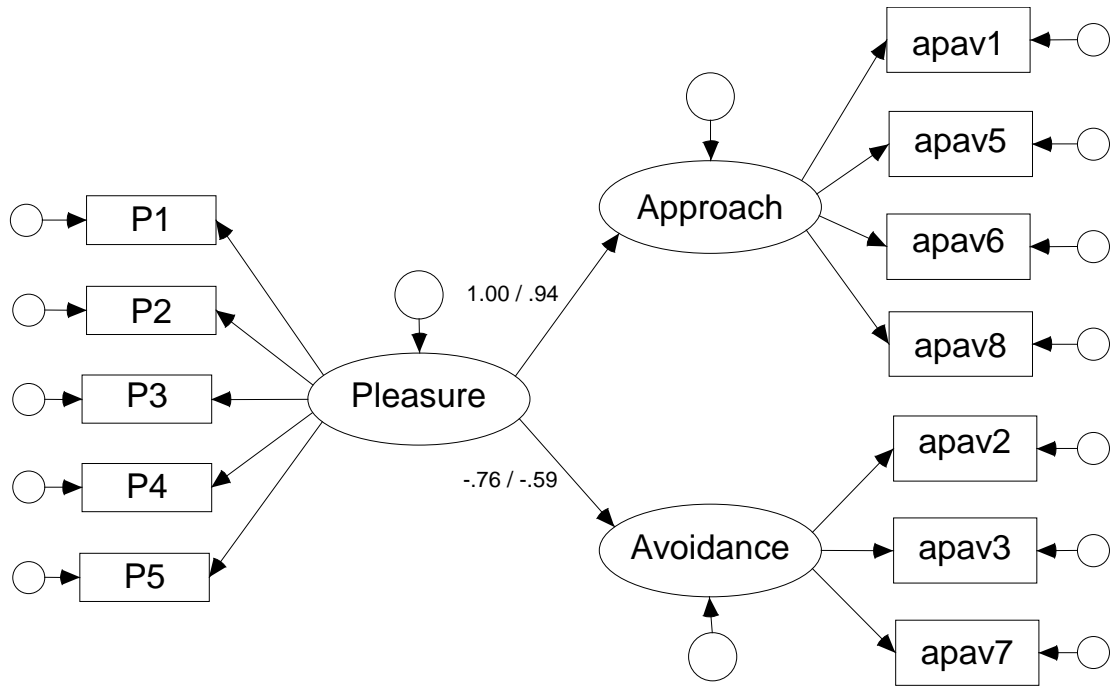 P1
P2
P3
P4
P5
Pleasure
1.00 / .94
-.76 / -.59
Approach
Avoidance
apav1
apav5
apav6
apav8
apav2
apav3
apav7